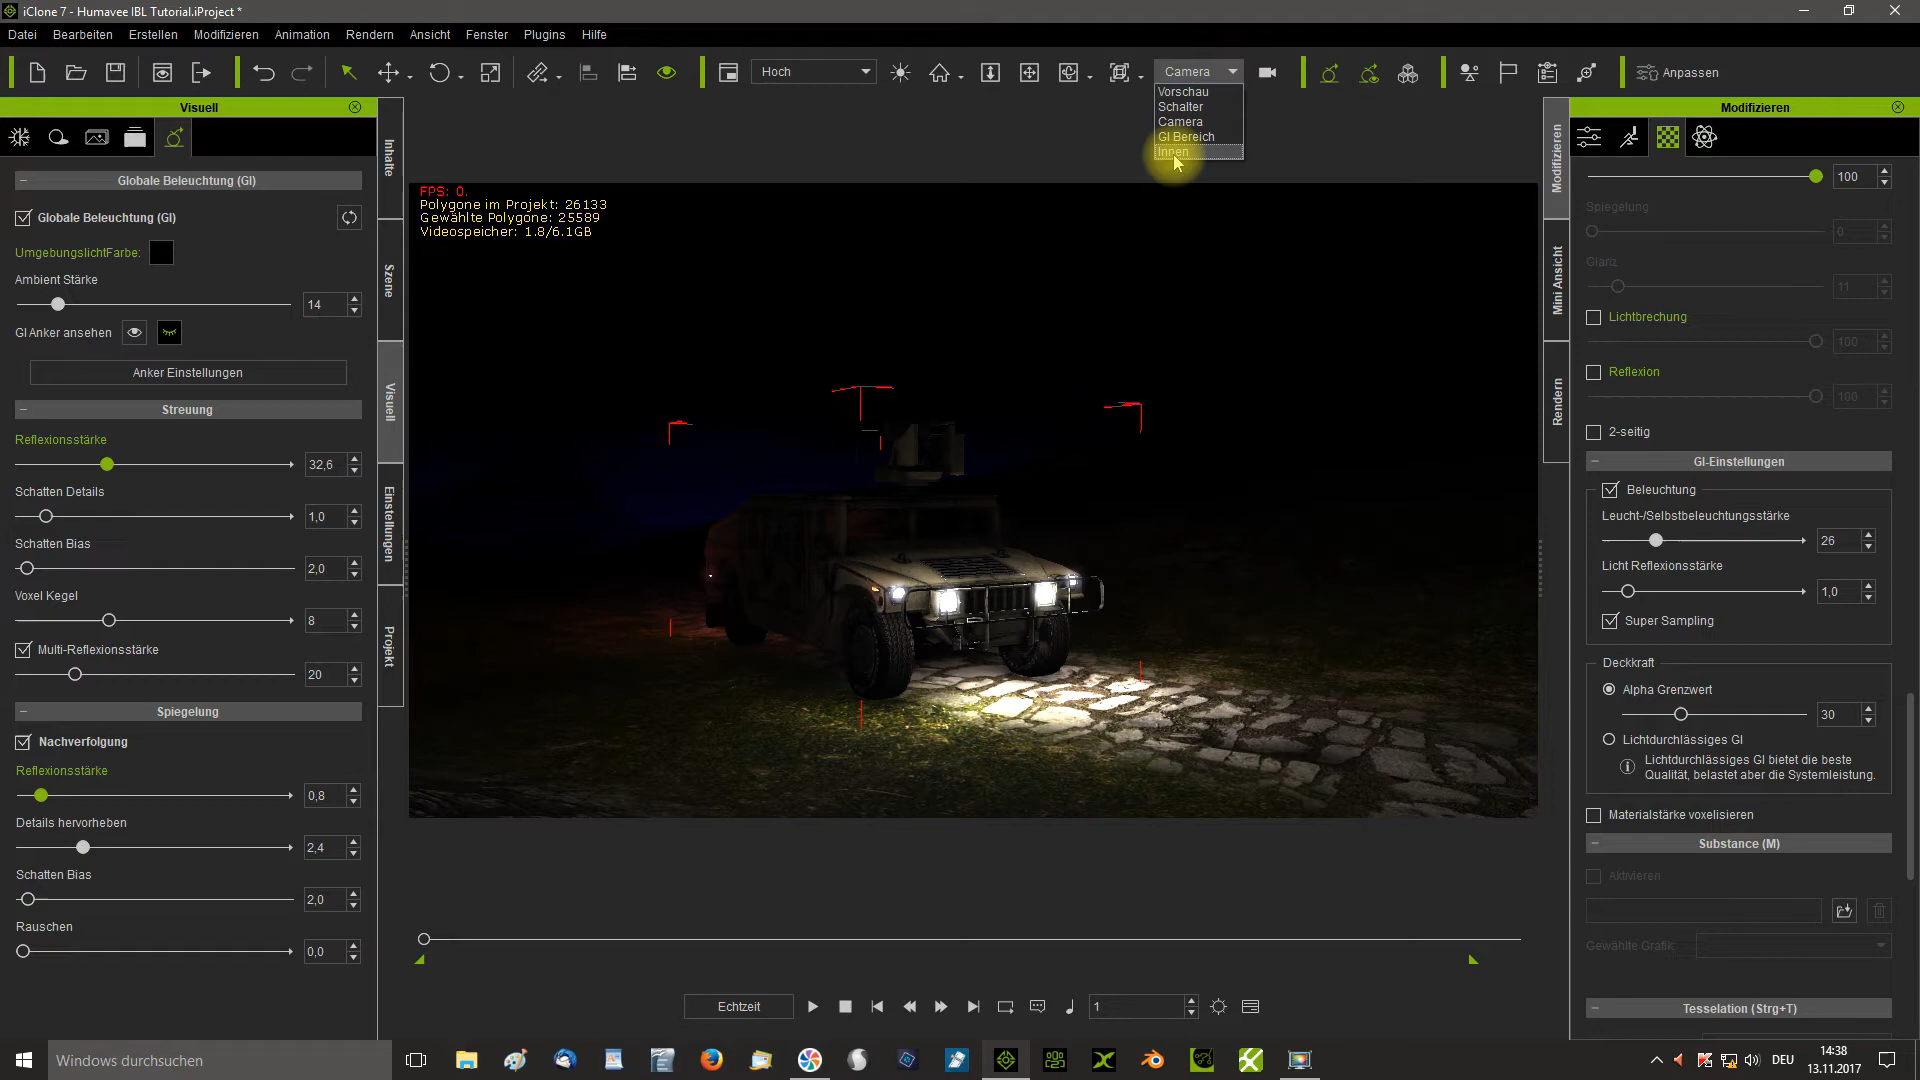 iClone 7 - Humavee IBL Tutorial.iProject *
Datei Bearbeiten Erstellen Modifizieren Animation Rendern Ansicht Fenster Plugins Hilfe
Hoch
Camera
Anpassen
Vorschau
Schalter
Camera
GI Bereich
Innen
Visuell
Globale Beleuchtung (GI)
Globale Beleuchtung (GI)
UmgebungslichtFarbe:
Ambient Stärke
14
GI Anker ansehen
Anker Einstellungen
Streuung
Reflexionsstärke
32,6
Schatten Details
1,0
Schatten Bias
2,0
Voxel Kegel
8
Multi-Reflexionsstärke
20
Spiegelung
Nachverfolgung
Reflexionsstärke
0,8
Details hervorheben
2,4
Schatten Bias
2,0
Rauschen
0,0
Inhalte
Szene
Visuell
Einstellungen
Projekt
FPS: 0.
Polygone im Projekt: 26133
Gewählte Polygone: 25589
Videospeicher: 1.8/6.1GB
Echtzeit
1
Modifizieren
Mini Ansicht
Rendern
Modifizieren
100
Spiegelung
0
Glanz
11
Lichtbrechung
100
Reflexion
100
2-seitig
GI-Einstellungen
Beleuchtung
Leucht-/Selbstbeleuchtungsstärke
26
Licht Reflexionsstärke
1,0
Super Sampling
Deckkraft
Alpha Grenzwert
30
Lichtdurchlässiges GI
Lichtdurchlässiges GI bietet die beste
Qualität, belastet aber die Systemleistung.
Materialstärke voxelisieren
Substance (M)
Aktivieren
Gewählte Grafik:
Tesselation (Strg+T)
Windows durchsuchen
DEU
14:38
13.11.2017